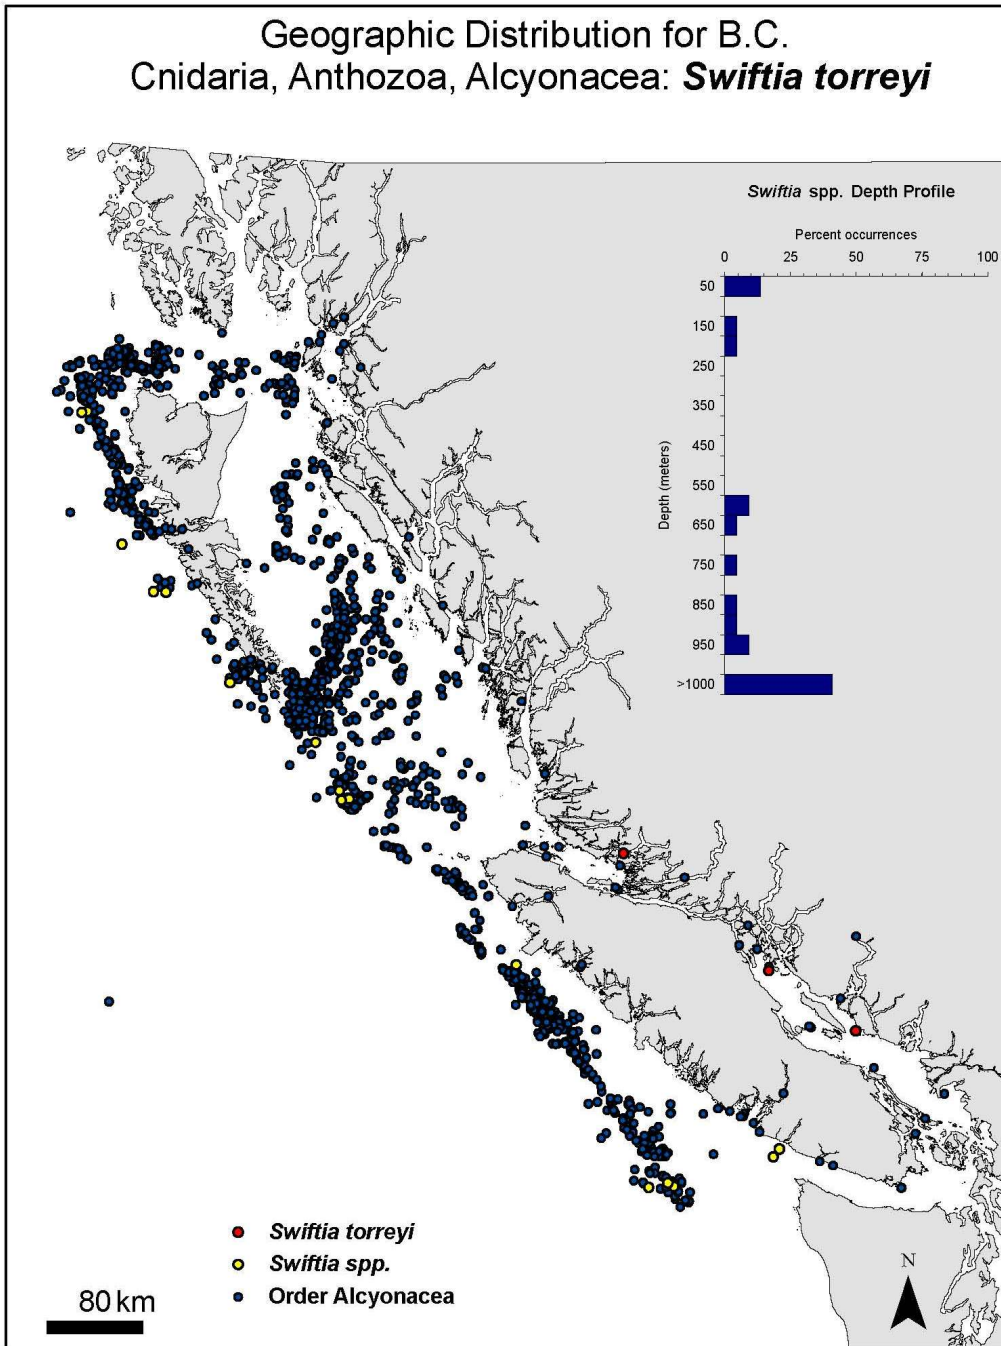 Geographic Distribution for B.C.
Cnidaria, Anthozoa, Alcyonacea: Swiftia torreyi
Swiftia spp. Depth Profile
Percent occurrences
0 25 50 75 100
Depth (meters)
50
150
250
350
450
550
650
750
850
950
>1000
Swiftia torreyi
Swiftia spp.
Order Alcyonacea
80 km
N